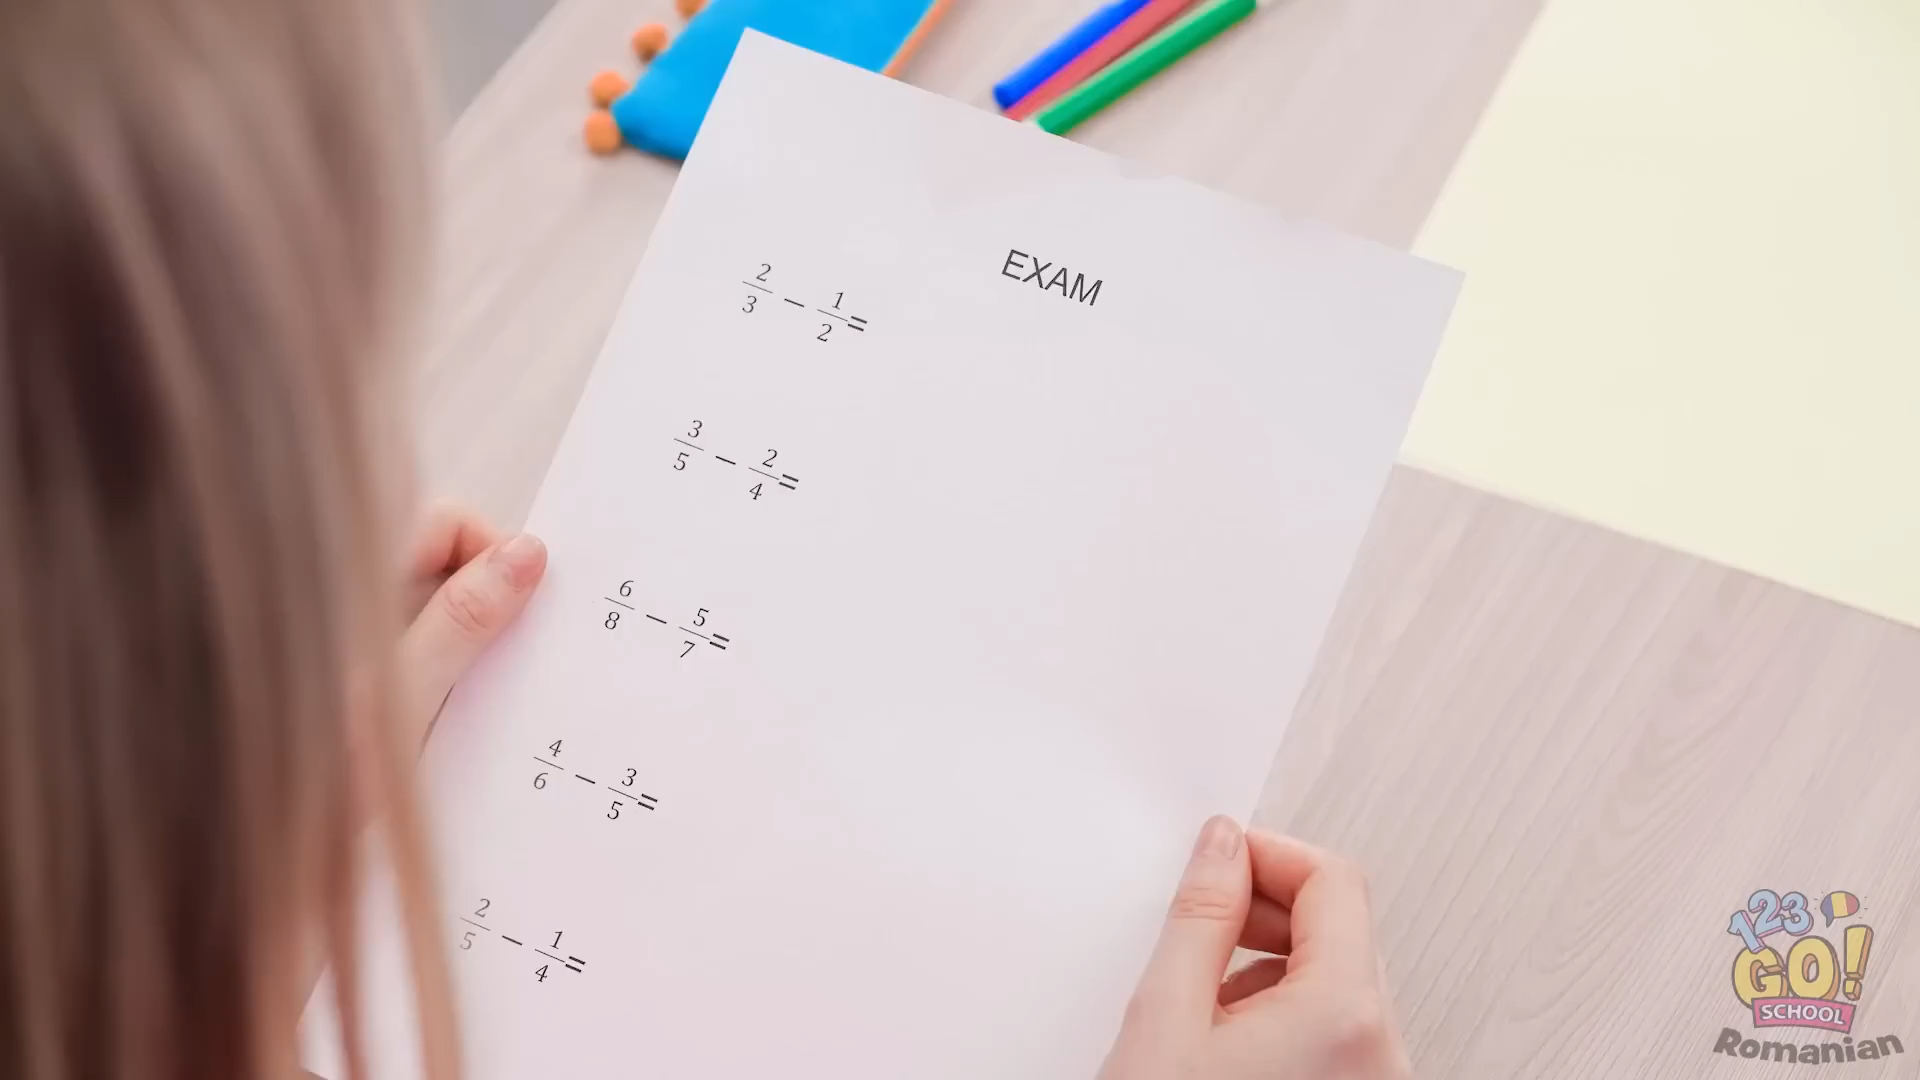 EXAM
2/3 − 1/2=
3/5 − 2/4=
6/8 − 5/7=
4/6 − 3/5=
2/5 − 1/4=
123
GO!
SCHOOL
Romanian